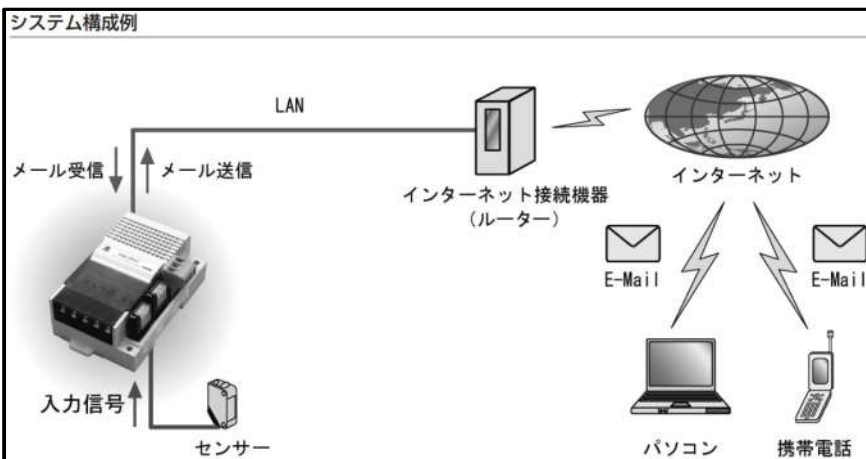 システム構成例
LAN
メール受信
メール送信
インターネット接続機器
(ルーター)
インターネット
E-Mail
E-Mail
入力信号
センサー
パソコン
携帯電話